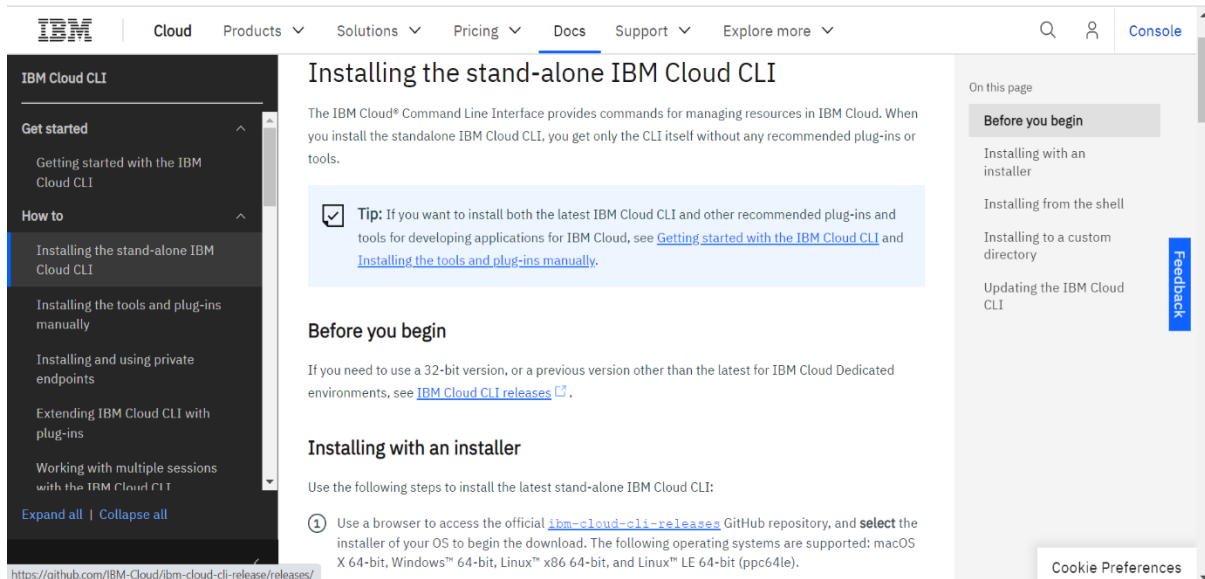 IBM Cloud Products Solutions Pricing Docs Support Explore more Console
IBM Cloud CLI
Get started
Getting started with the IBM
Cloud CLI
How to
Installing the stand-alone IBM
Cloud CLI
Installing the tools and plug-ins
manually
Installing and using private
endpoints
Extending IBM Cloud CLI with
plug-ins
Working with multiple sessions
with the IBM Cloud CLI
Expand all | Collapse all
https://github.com/IBM-Cloud/ibm-cloud-cli-release/releases/
Installing the stand-alone IBM Cloud CLI
The IBM Cloud® Command Line Interface provides commands for managing resources in IBM Cloud. When
you install the standalone IBM Cloud CLI, you get only the CLI itself without any recommended plug-ins or
tools.
Tip: If you want to install both the latest IBM Cloud CLI and other recommended plug-ins and
tools for developing applications for IBM Cloud, see Getting started with the IBM Cloud CLI and
Installing the tools and plug-ins manually.
Before you begin
If you need to use a 32-bit version, or a previous version other than the latest for IBM Cloud Dedicated
environments, see IBM Cloud CLI releases .
Installing with an installer
Use the following steps to install the latest stand-alone IBM Cloud CLI:
1 Use a browser to access the official ibm-cloud-cli-releases GitHub repository, and select the
installer of your OS to begin the download. The following operating systems are supported: macOS
X 64-bit, Windows™ 64-bit, Linux™ x86 64-bit, and Linux™ LE 64-bit (ppc64le).
On this page
Before you begin
Installing with an
installer
Installing from the shell
Installing to a custom
directory
Updating the IBM Cloud
CLI
Feedback
Cookie Preferences